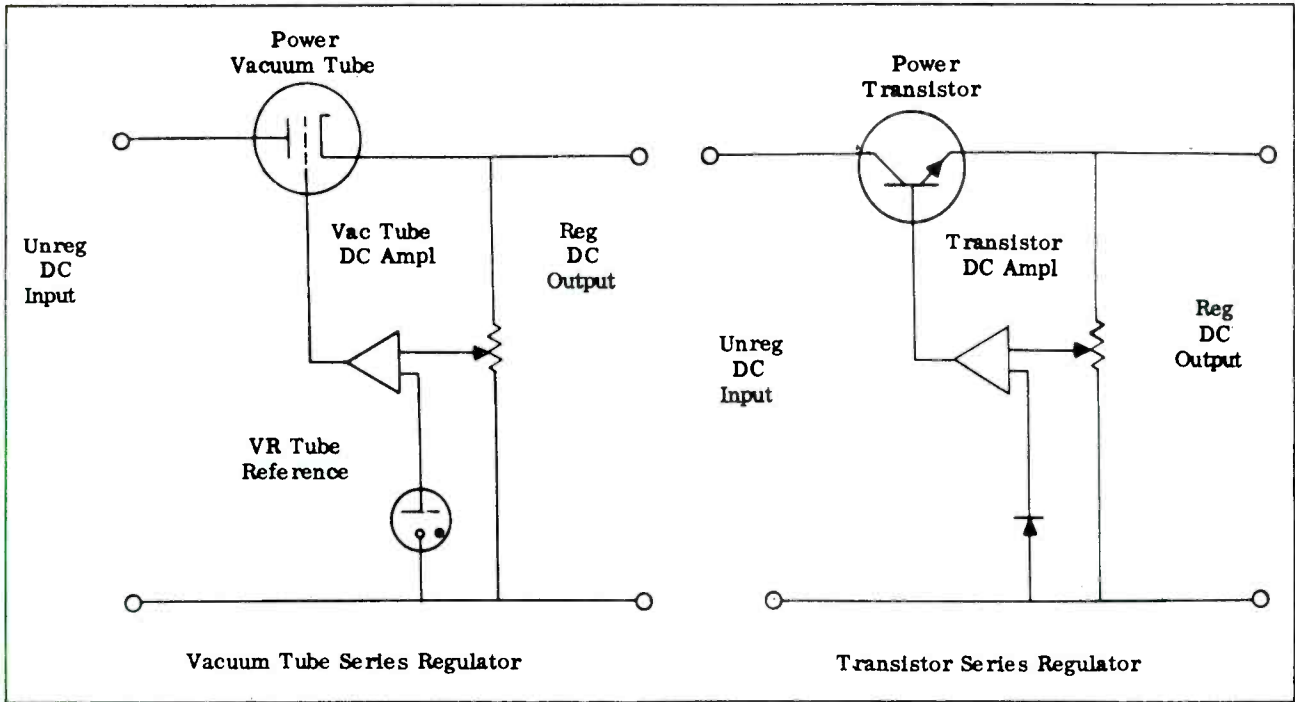 Power
Vacuum Tube
Unreg
DC
Input
Vac Tube
DC Ampl
Reg
DC
Output
VR Tube
Reference
Vacuum Tube Series Regulator
Power
Transistor
Unreg
DC
Input
Transistor
DC Ampl
Reg
DC
Output
Transistor Series Regulator